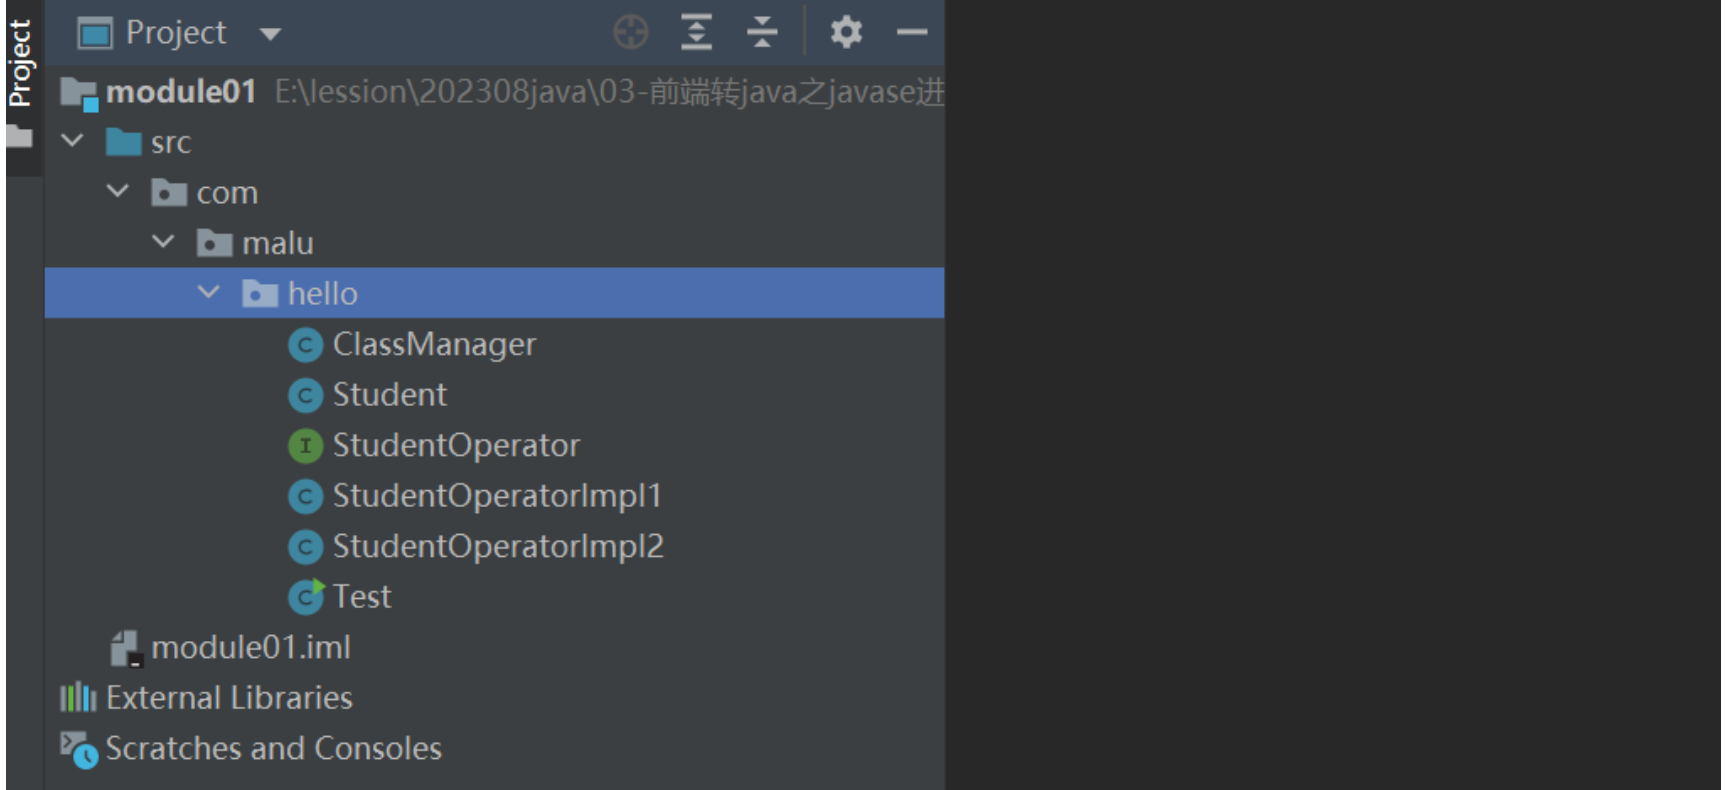 Project
Project
module01 E:\lession\202308java\03-前端转java之javase进
src
com
malu
hello
ClassManager
Student
StudentOperator
StudentOperatorImpl1
StudentOperatorImpl2
Test
module01.iml
External Libraries
Scratches and Consoles